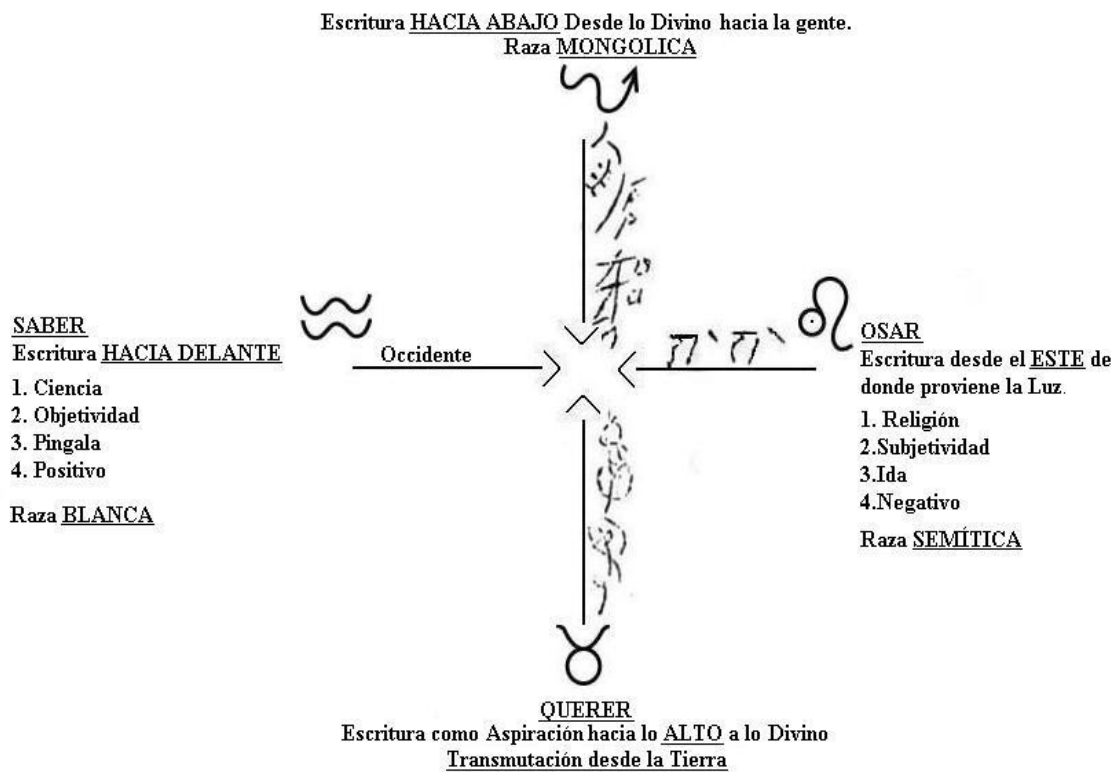 Escritura HACIA ABAJO Desde lo Divino hacia la gente.
Raza MONGOLICA
SABER
Escritura HACIA DELANTE
1. Ciencia
2. Objetividad
3. Pingala
4. Positivo
Raza BLANCA
Occidente
OSAR
Escritura desde el ESTE de
donde proviene la Luz.
1. Religión
2.Subjetividad
3.Ida
4.Negativo
Raza SEMÍTICA
QUERER
Escritura como Aspiración hacia lo ALTO a lo Divino
Transmutación desde la Tierra